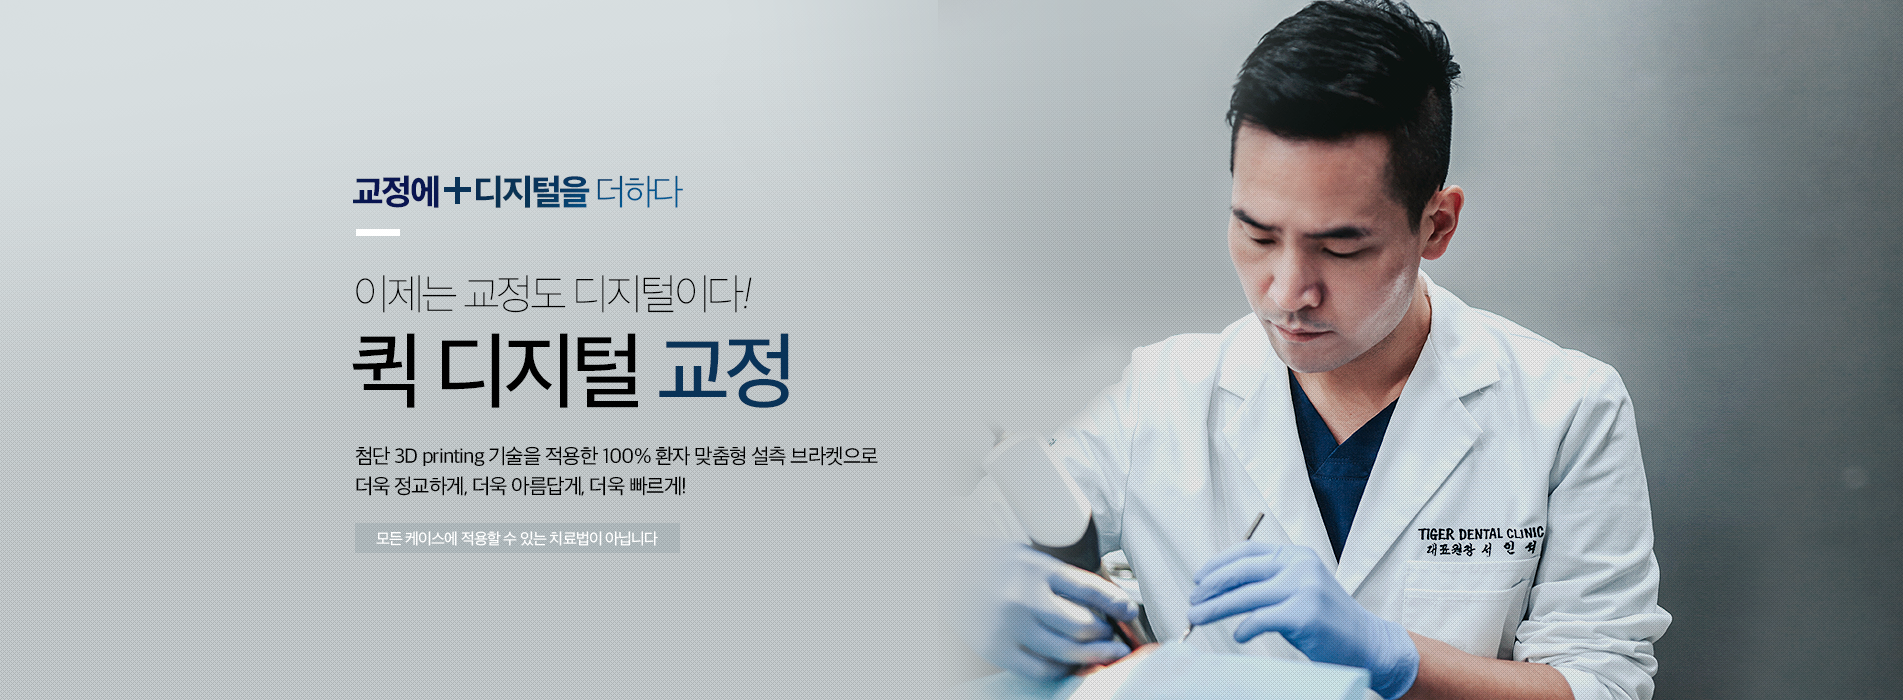 교정에+디지털을 더하다
이제는 교정도 디지털이다!
퀵 디지털 교정
첨단 3D printing 기술을 적용한 100% 환자 맞춤형 설측 브라켓으로
더욱 정교하게, 더욱 아름답게, 더욱 빠르게!
모든 케이스에 적용할 수 있는 치료법이 아닙니다
TIGER DENTAL CLINIC
대표원장 서 인 석